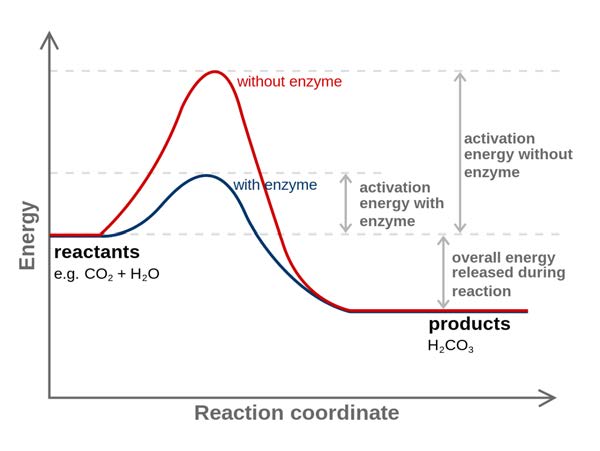 without enzyme
activation
energy without
enzyme
with enzyme
activation
energy with
enzyme
Energy
reactants
e.g. CO₂ + H₂O
overall energy
released during
reaction
products
H₂CO₃
Reaction coordinate